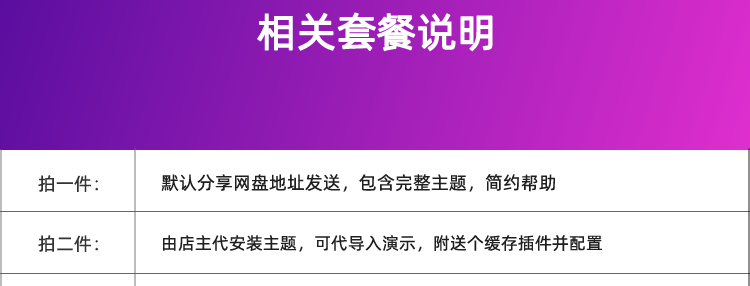 相关套餐说明
拍一件：
默认分享网盘地址发送，包含完整主题，简约帮助
拍二件：
由店主代安装主题，可代导入演示，附送个缓存插件并配置